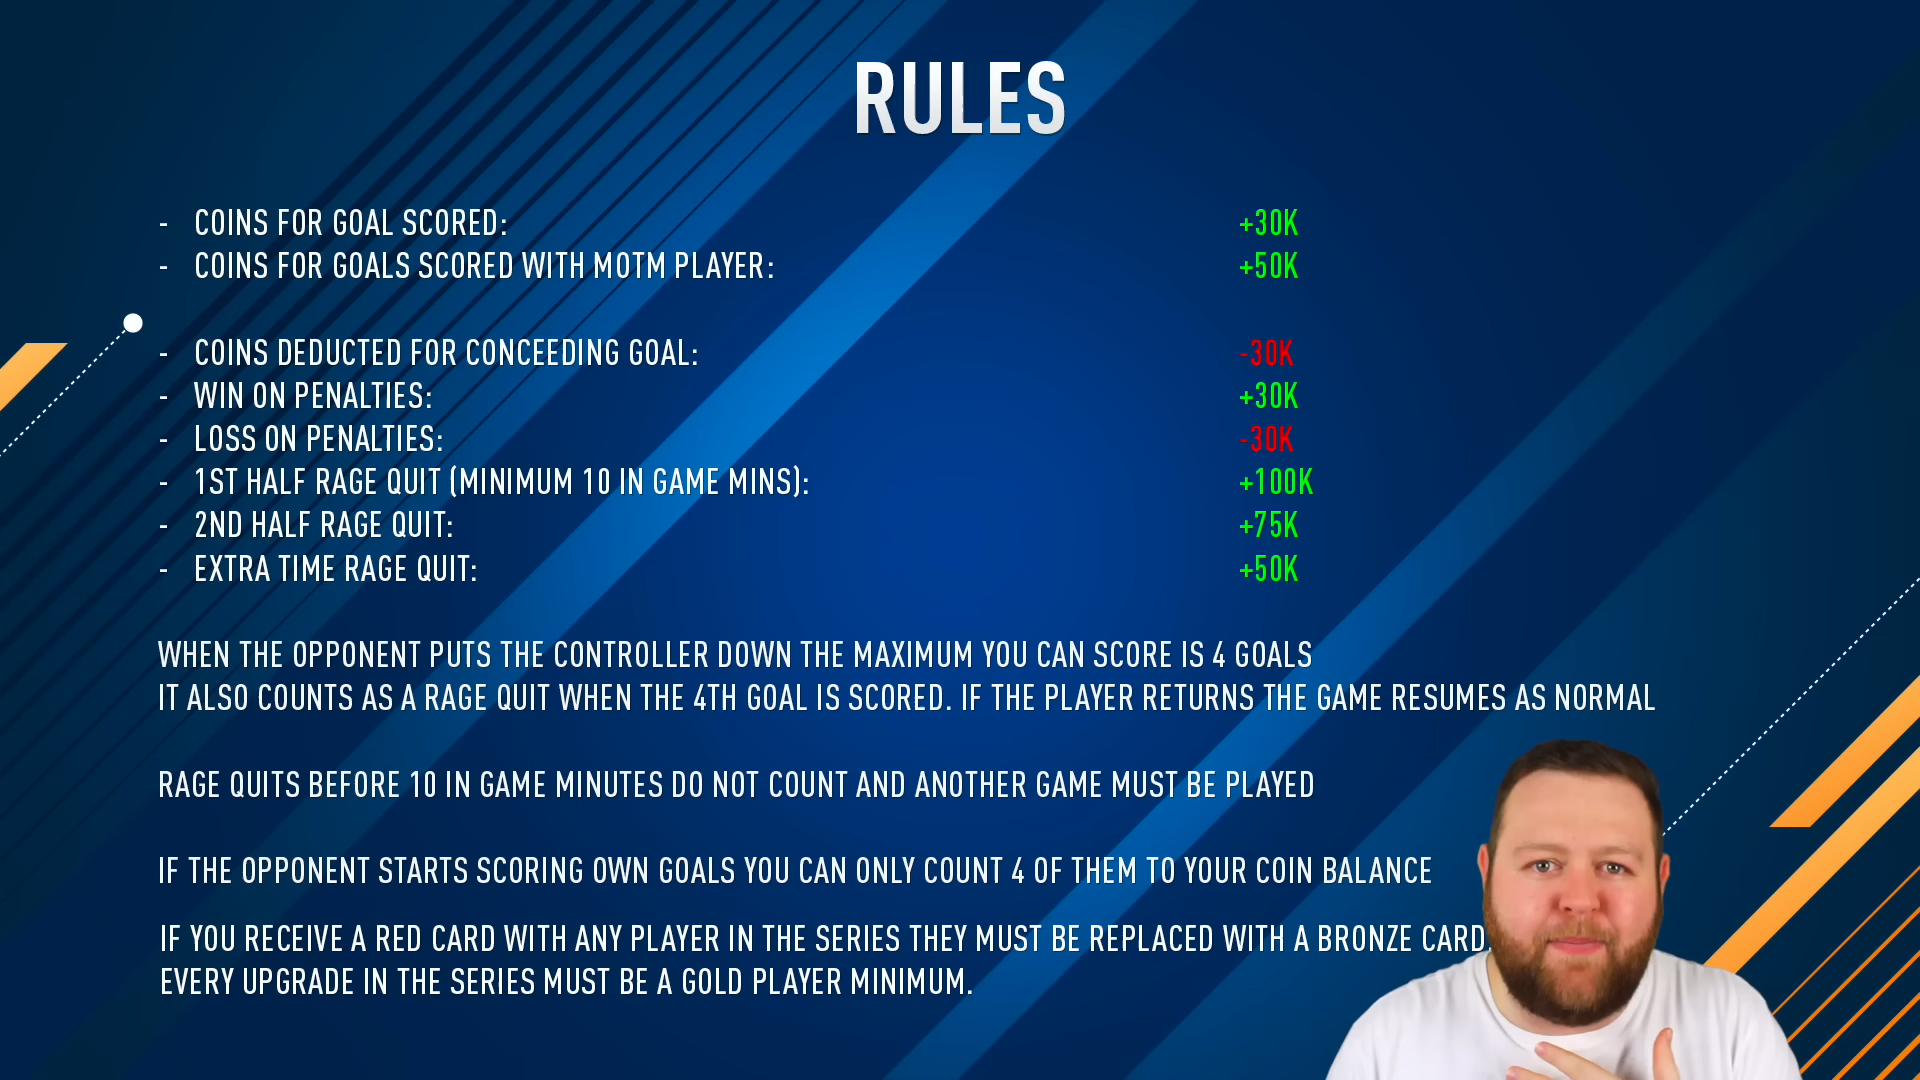 RULES
- COINS FOR GOAL SCORED: +30K
- COINS FOR GOALS SCORED WITH MOTM PLAYER: +50K
- COINS DEDUCTED FOR CONCEEDING GOAL: -30K
- WIN ON PENALTIES: +30K
- LOSS ON PENALTIES: -30K
- 1ST HALF RAGE QUIT (MINIMUM 10 IN GAME MINS): +100K
- 2ND HALF RAGE QUIT: +75K
- EXTRA TIME RAGE QUIT: +50K
WHEN THE OPPONENT PUTS THE CONTROLLER DOWN THE MAXIMUM YOU CAN SCORE IS 4 GOALS
IT ALSO COUNTS AS A RAGE QUIT WHEN THE 4TH GOAL IS SCORED. IF THE PLAYER RETURNS THE GAME RESUMES AS NORMAL
RAGE QUITS BEFORE 10 IN GAME MINUTES DO NOT COUNT AND ANOTHER GAME MUST BE PLAYED
IF THE OPPONENT STARTS SCORING OWN GOALS YOU CAN ONLY COUNT 4 OF THEM TO YOUR COIN BALANCE
IF YOU RECEIVE A RED CARD WITH ANY PLAYER IN THE SERIES THEY MUST BE REPLACED WITH A BRONZE CARD.
EVERY UPGRADE IN THE SERIES MUST BE A GOLD PLAYER MINIMUM.